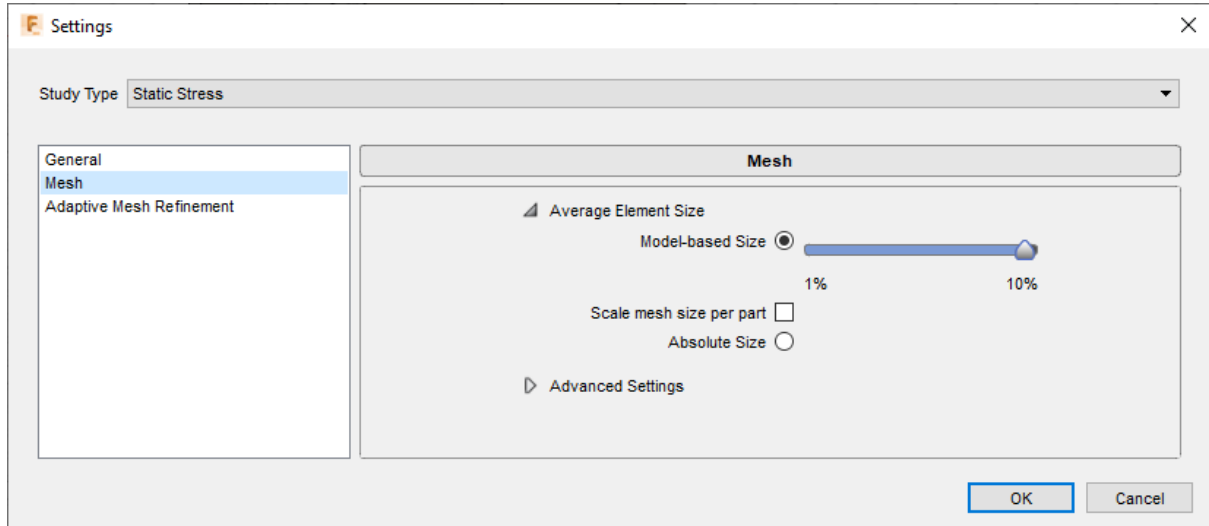 Settings
Study Type Static Stress
General
Mesh
Adaptive Mesh Refinement
Mesh
Average Element Size
Model-based Size
1% 10%
Scale mesh size per part
Absolute Size
Advanced Settings
OK Cancel